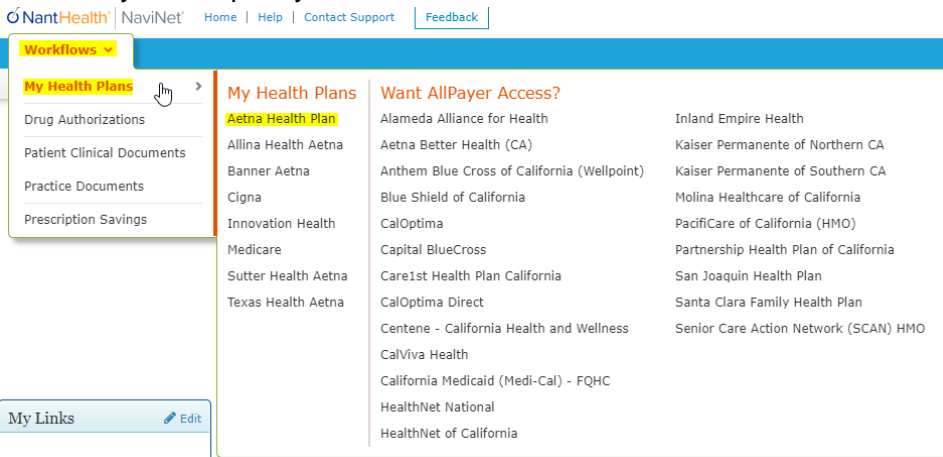 NantHealth® NaviNet® Home | Help | Contact Support Feedback
Workflows
My Health Plans
Drug Authorizations
Patient Clinical Documents
Practice Documents
Prescription Savings
My Health Plans
Aetna Health Plan
Allina Health Aetna
Banner Aetna
Cigna
Innovation Health
Medicare
Sutter Health Aetna
Texas Health Aetna
Want AllPayer Access?
Alameda Alliance for Health
Aetna Better Health (CA)
Anthem Blue Cross of California (Wellpoint)
Blue Shield of California
CalOptima
Capital BlueCross
Care1st Health Plan California
CalOptima Direct
Centene - California Health and Wellness
CalViva Health
California Medicaid (Medi-Cal) - FQHC
HealthNet National
HealthNet of California
Inland Empire Health
Kaiser Permanente of Northern CA
Kaiser Permanente of Southern CA
Molina Healthcare of California
PacifiCare of California (HMO)
Partnership Health Plan of California
San Joaquin Health Plan
Santa Clara Family Health Plan
Senior Care Action Network (SCAN) HMO
My Links Edit